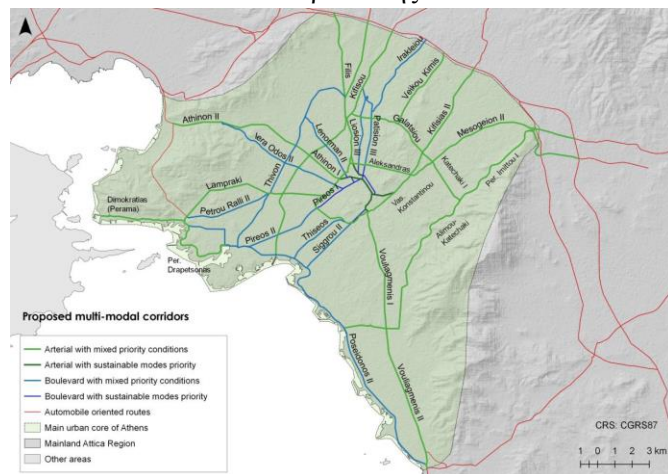 Filis
Kifisou
Irakleiou
Veikou
Kimis
Kifisias II
Mesogeion II
Galatsiou
Patision III
Liosion III
Lenorman II
Athinon II
Iera Odos II
Athinon I
Aleksandras
Katechaki I
Per. Imittou I
Thivon
Lampraki
Pireos I
Vas.
Konstantinou
Dimokratias
(Perama)
Petrou Ralli II
Alimou-
Katechaki
Thiseos
Siggrou II
Pireos II
Per.
Drapetsonas
Vouliagmenis I
Poseidonos II
Vouliagmenis II
Proposed multi-modal corridors
Arterial with mixed priority conditions
Arterial with sustainable modes priority
Boulevard with mixed priority conditions
Boulevard with sustainable modes priority
Automobile oriented routes
Main urban core of Athens
Mainland Attica Region
Other areas
CRS: CGRS87
1 0 1 2 3 km